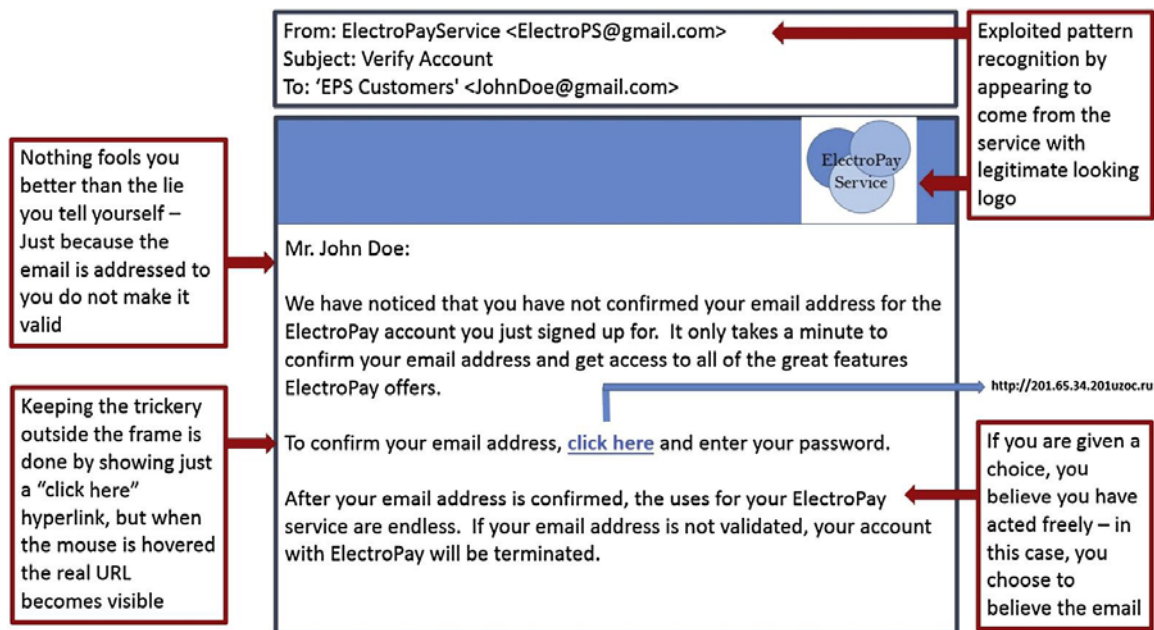 From: ElectroPayService <ElectroPS@gmail.com>
Subject: Verify Account
To: ‘EPS Customers' <JohnDoe@gmail.com>
Exploited pattern
recognition by
appearing to
come from the
service with
legitimate looking
logo
ElectroPay
Service
Nothing fools you
better than the lie
you tell yourself –
Just because the
email is addressed to
you do not make it
valid
Mr. John Doe:
We have noticed that you have not confirmed your email address for the
ElectroPay account you just signed up for. It only takes a minute to
confirm your email address and get access to all of the great features
ElectroPay offers.
http://201.65.34.201uzoc.ru
Keeping the trickery
outside the frame is
done by showing just
a “click here”
hyperlink, but when
the mouse is hovered
the real URL
becomes visible
To confirm your email address, click here and enter your password.
After your email address is confirmed, the uses for your ElectroPay
service are endless. If your email address is not validated, your account
with ElectroPay will be terminated.
If you are given a
choice, you
believe you have
acted freely – in
this case, you
choose to
believe the email